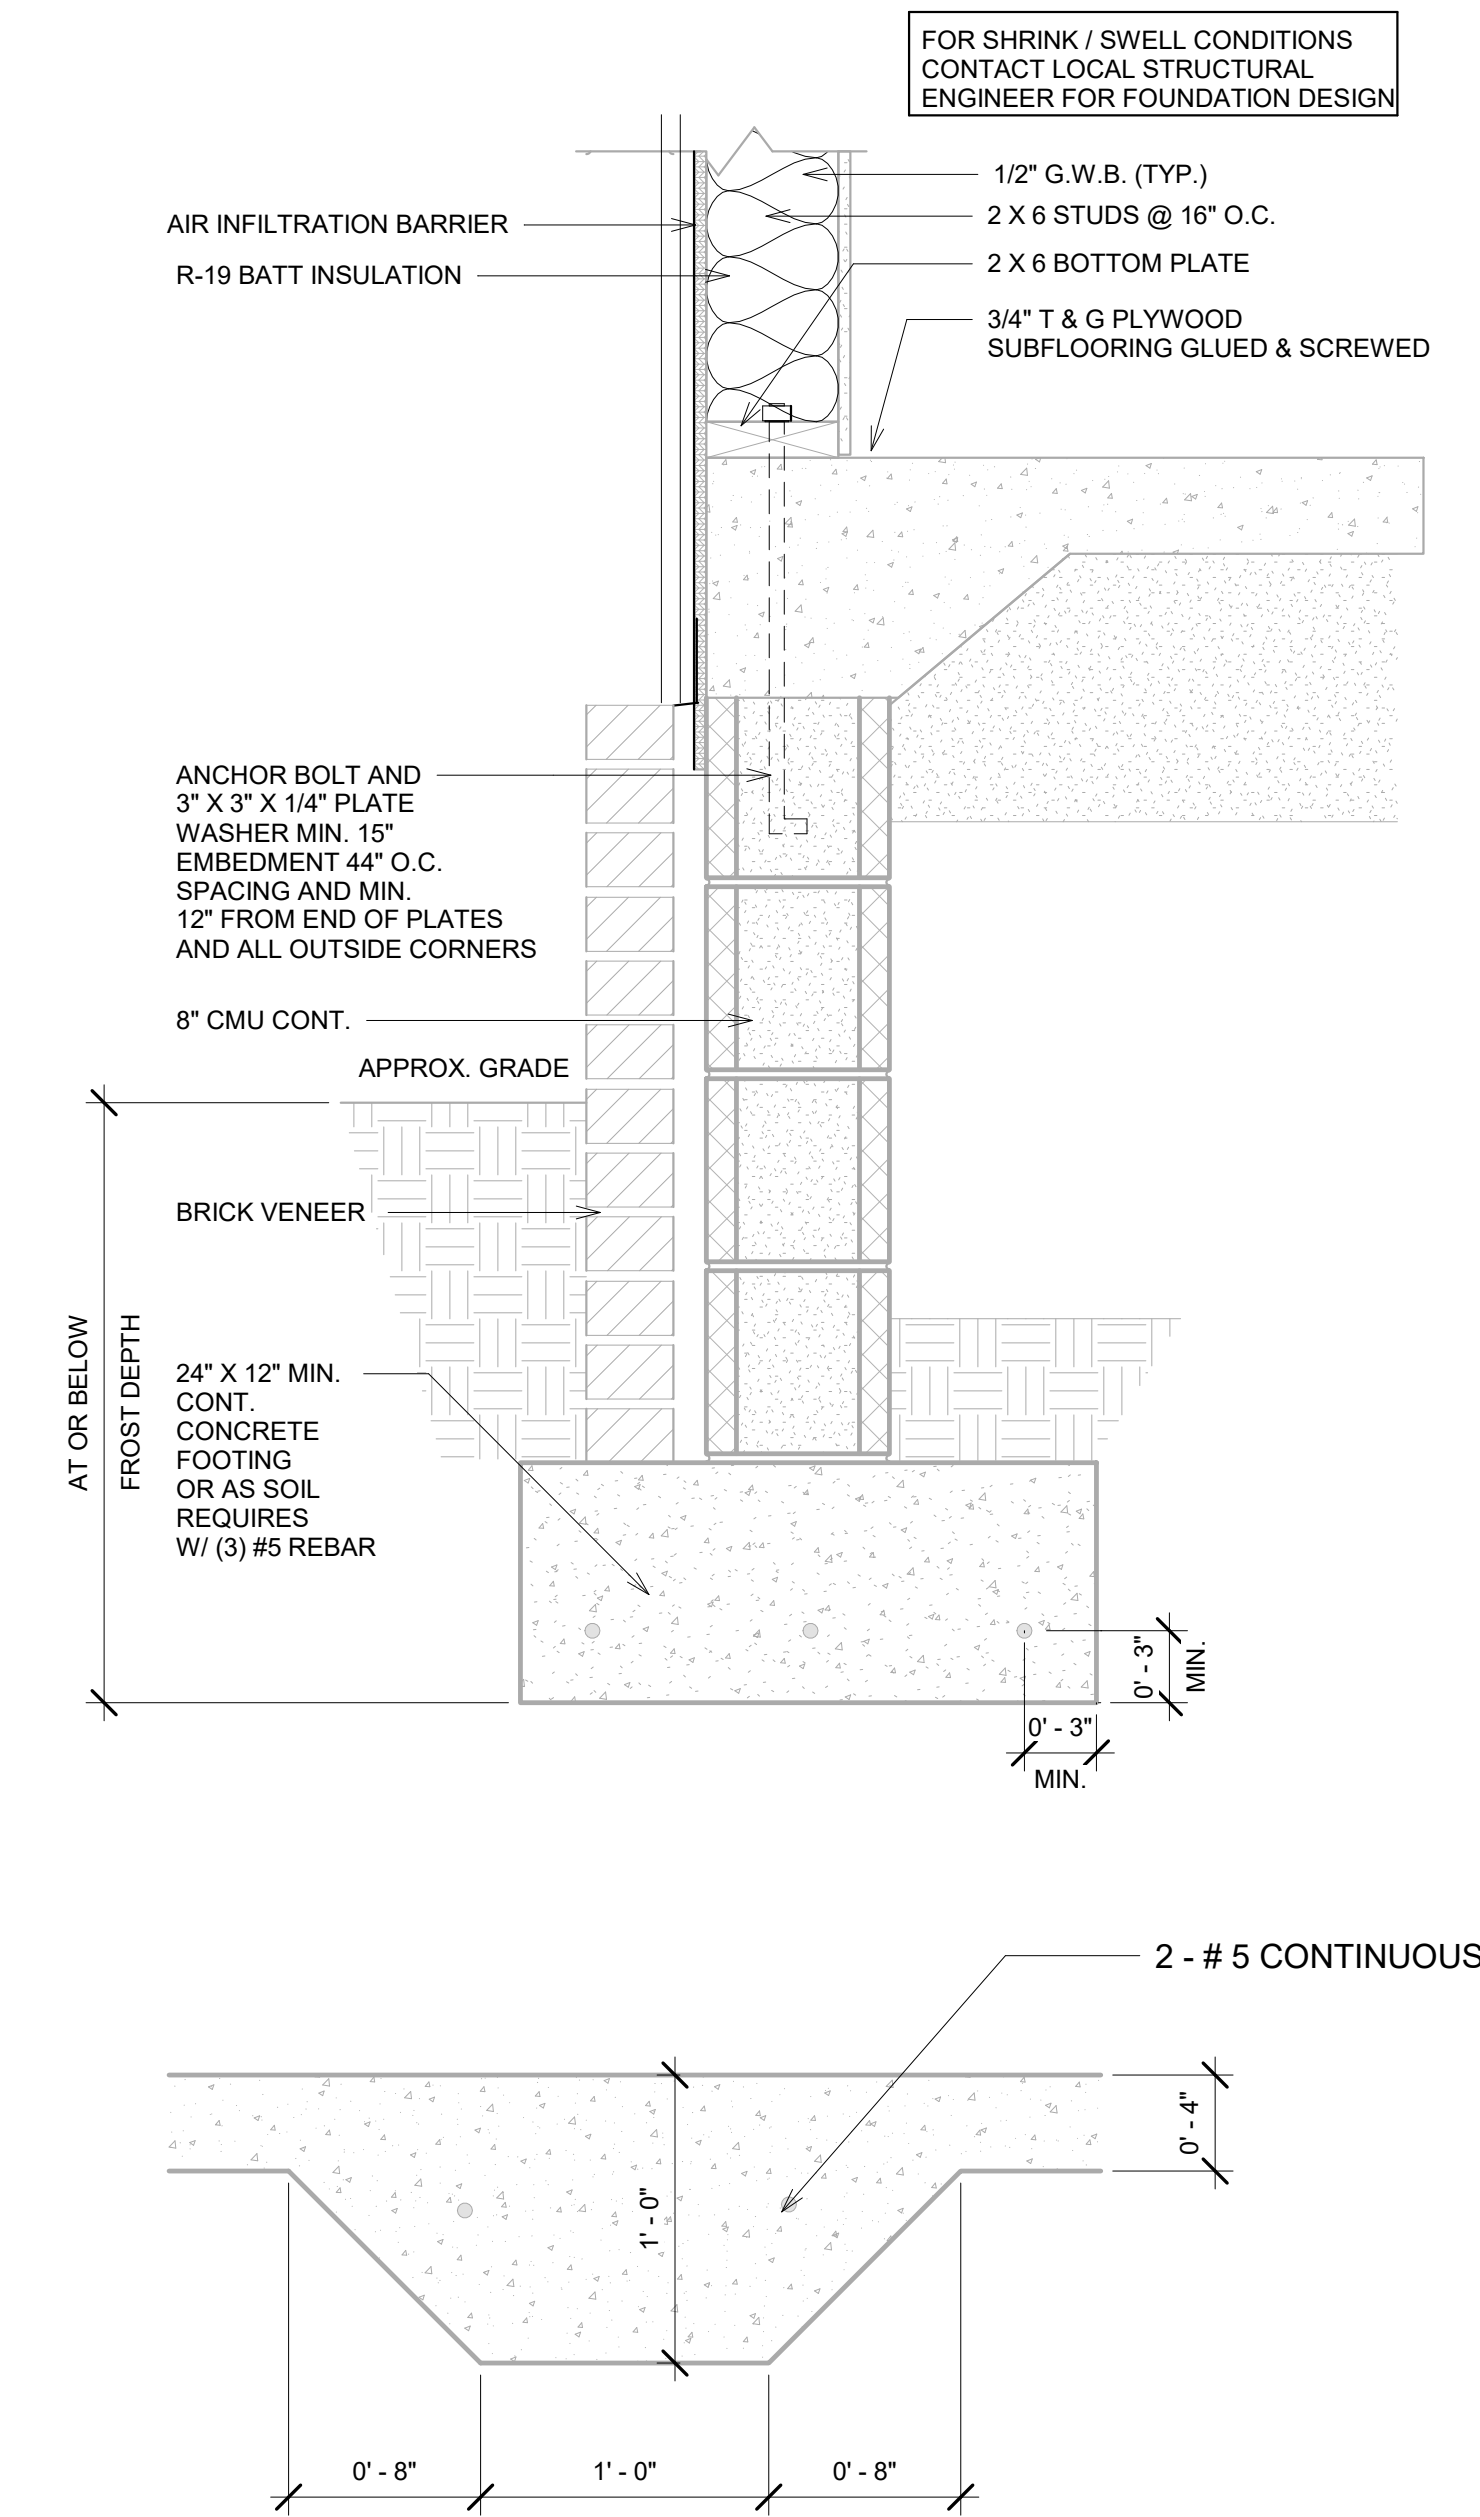 FOR SHRINK / SWELL CONDITIONS
CONTACT LOCAL STRUCTURAL
ENGINEER FOR FOUNDATION DESIGN
1/2" G.W.B. (TYP.)
2 X 6 STUDS @ 16" O.C.
2 X 6 BOTTOM PLATE
3/4" T & G PLYWOOD
SUBFLOORING GLUED & SCREWED
AIR INFILTRATION BARRIER
R-19 BATT INSULATION
ANCHOR BOLT AND
3" X 3" X 1/4" PLATE
WASHER MIN. 15"
EMBEDMENT 44" O.C.
SPACING AND MIN.
12" FROM END OF PLATES
AND ALL OUTSIDE CORNERS
8" CMU CONT.
APPROX. GRADE
BRICK VENEER
AT OR BELOW
FROST DEPTH
24" X 12" MIN.
CONT.
CONCRETE
FOOTING
OR AS SOIL
REQUIRES
W/ (3) #5 REBAR
0' - 3"
MIN.
0' - 3"
MIN.
2 - # 5 CONTINUOUS
0' - 4"
1' - 0"
0' - 8"
1' - 0"
0' - 8"